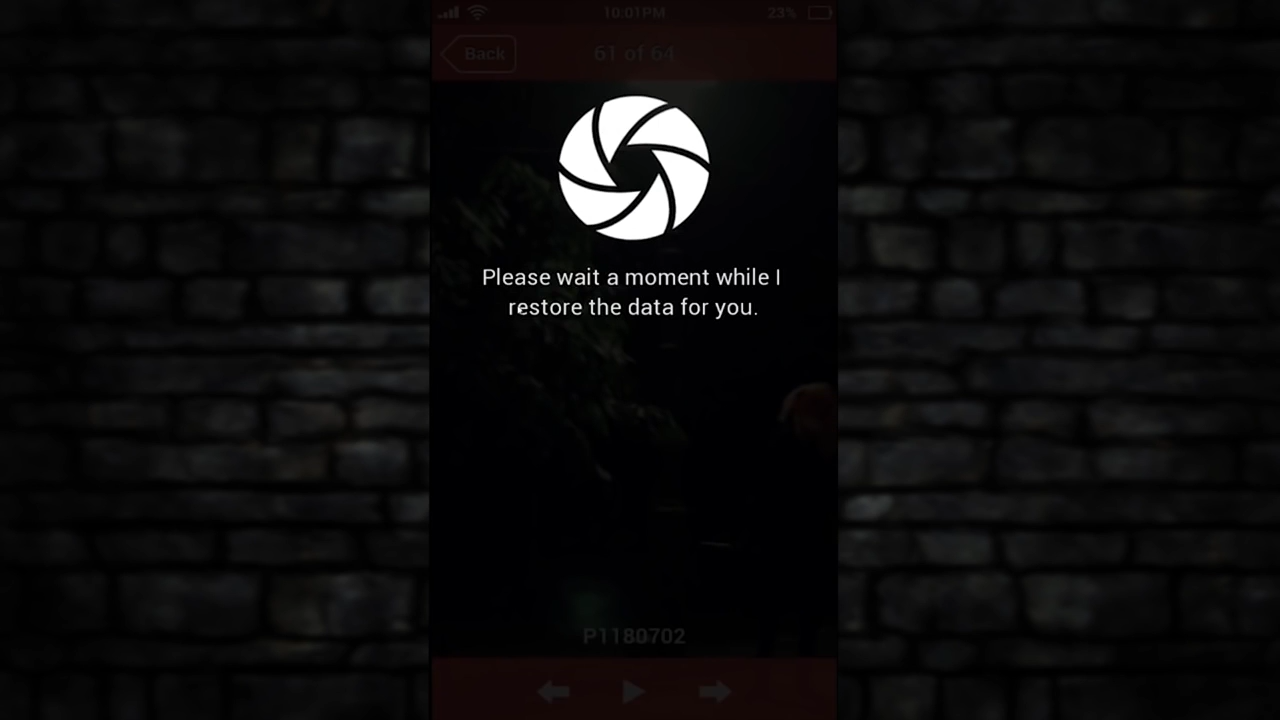 10:01PM 23%
Back 61 of 64
Please wait a moment while I
restore the data for you.
P1180702